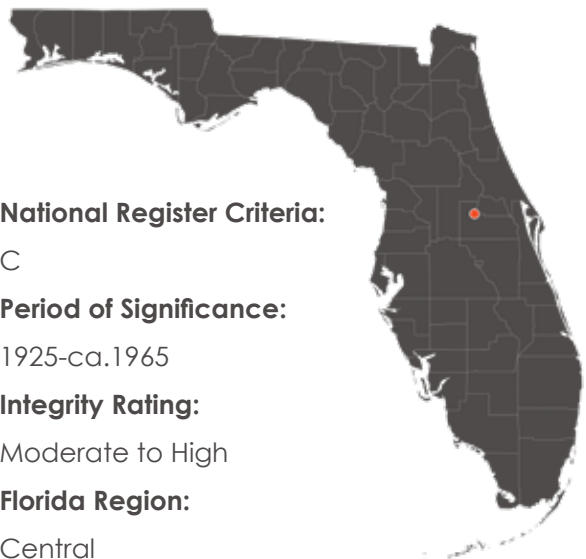 National Register Criteria:
C
Period of Significance:
1925-ca.1965
Integrity Rating:
Moderate to High
Florida Region:
Central